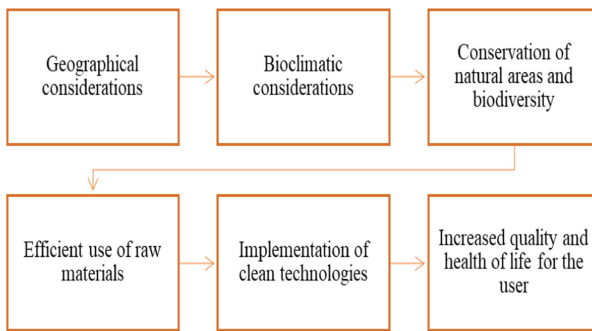 Geographical
considerations
Bioclimatic
considerations
Conservation of
natural areas and
biodiversity
Efficient use of raw
materials
Implementation of
clean technologies
Increased quality and
health of life for the
user